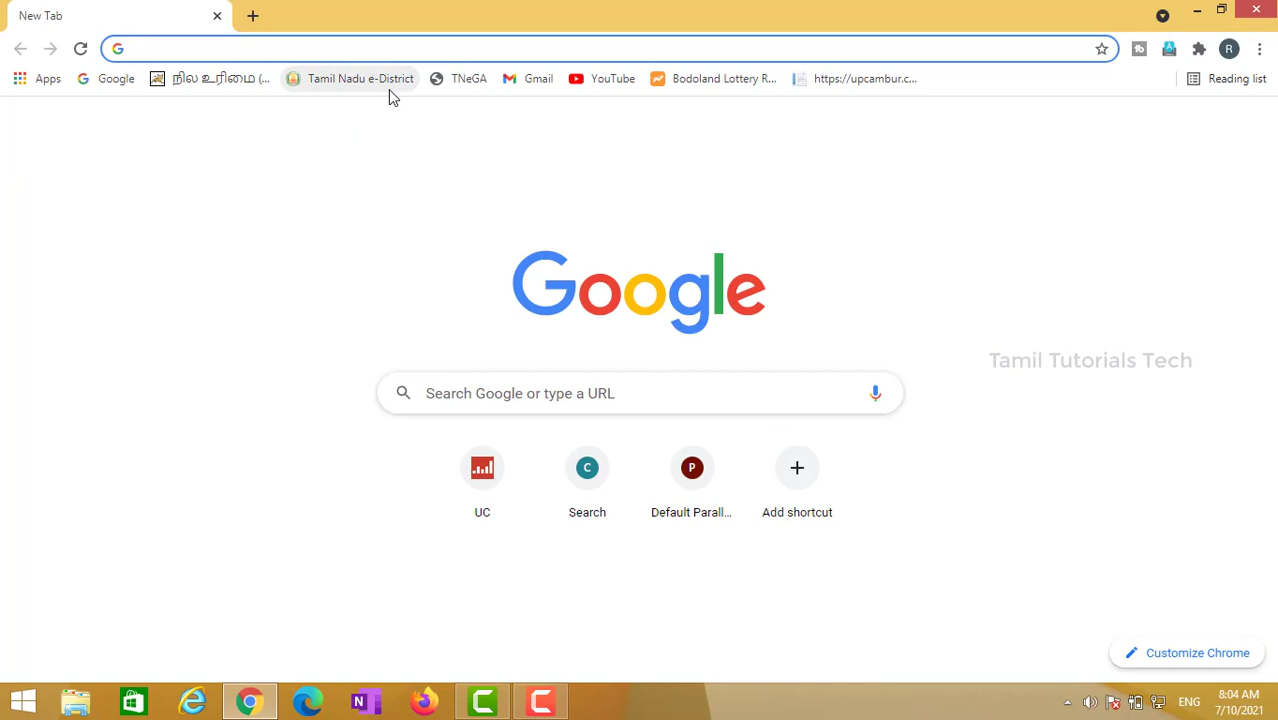 New Tab
Apps Google நில உரிமை (... Tamil Nadu e-District TNeGA Gmail YouTube Bodoland Lottery R... https://upcambur.c... Reading list
Google
Tamil Tutorials Tech
Search Google or type a URL
C P
UC Search Default Parall... Add shortcut
Customize Chrome
ENG 8:04 AM
7/10/2021